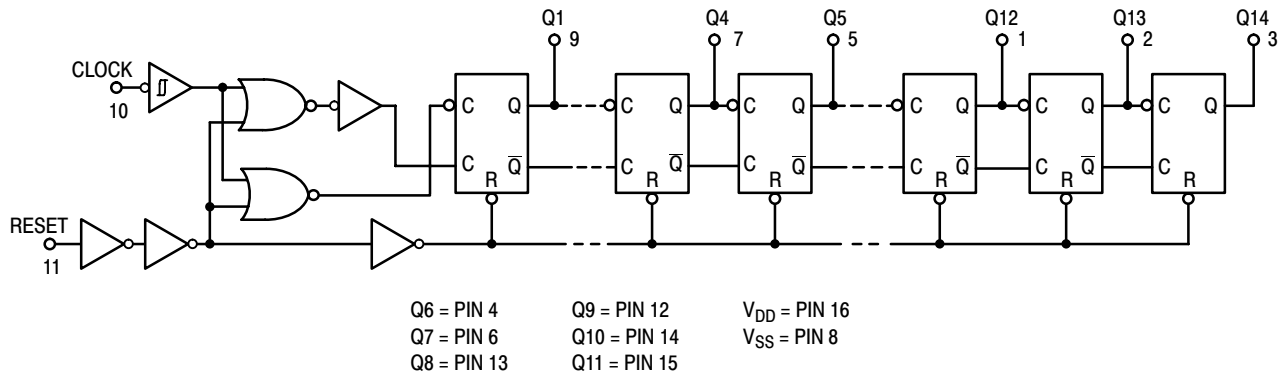 Q1 Q4 Q5 Q12 Q13 Q14
9 7 5 1 2 3
CLOCK
10
C Q C Q C Q C Q C Q C Q
C Q̅ C Q̅ C Q̅ C Q̅ C Q̅ C
R R R R R R
RESET
11
Q6 = PIN 4 Q9 = PIN 12 V_DD = PIN 16
Q7 = PIN 6 Q10 = PIN 14 V_SS = PIN 8
Q8 = PIN 13 Q11 = PIN 15